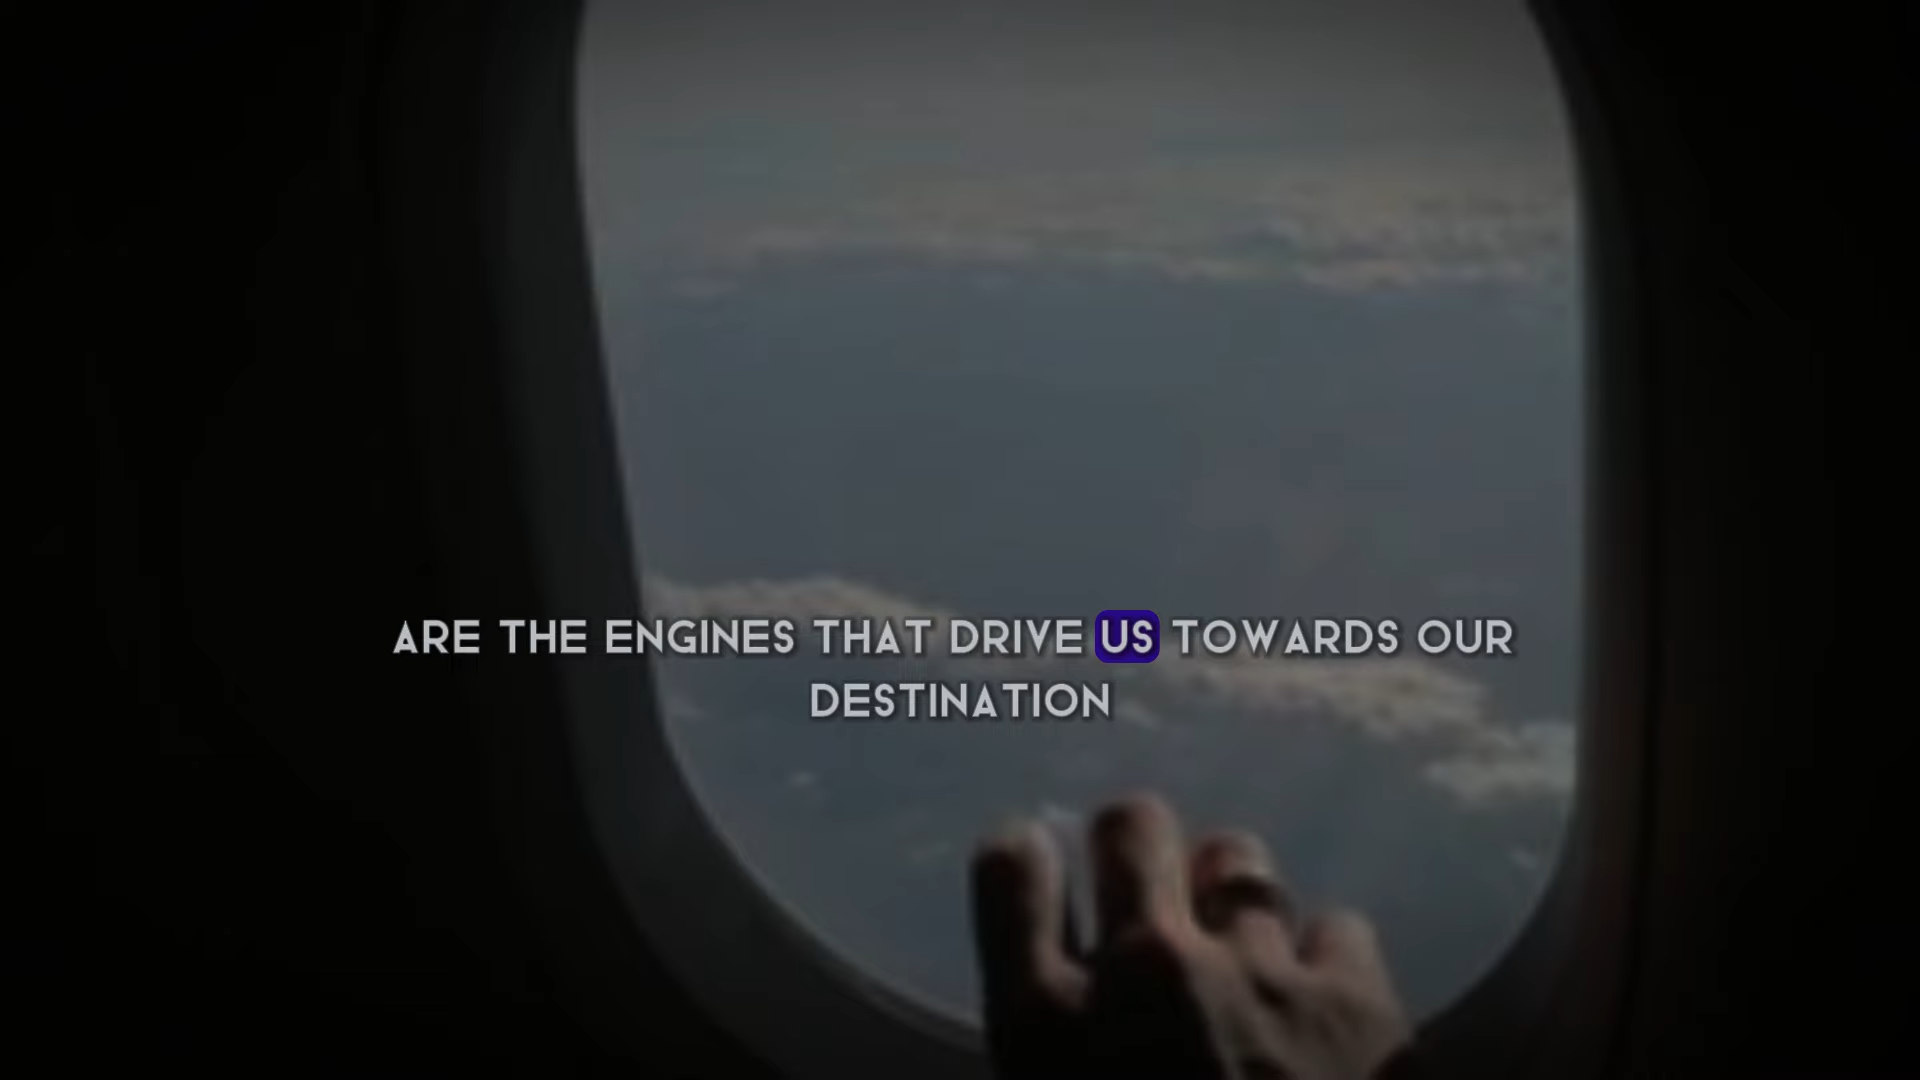 ARE THE ENGINES THAT DRIVE US TOWARDS OUR
DESTINATION